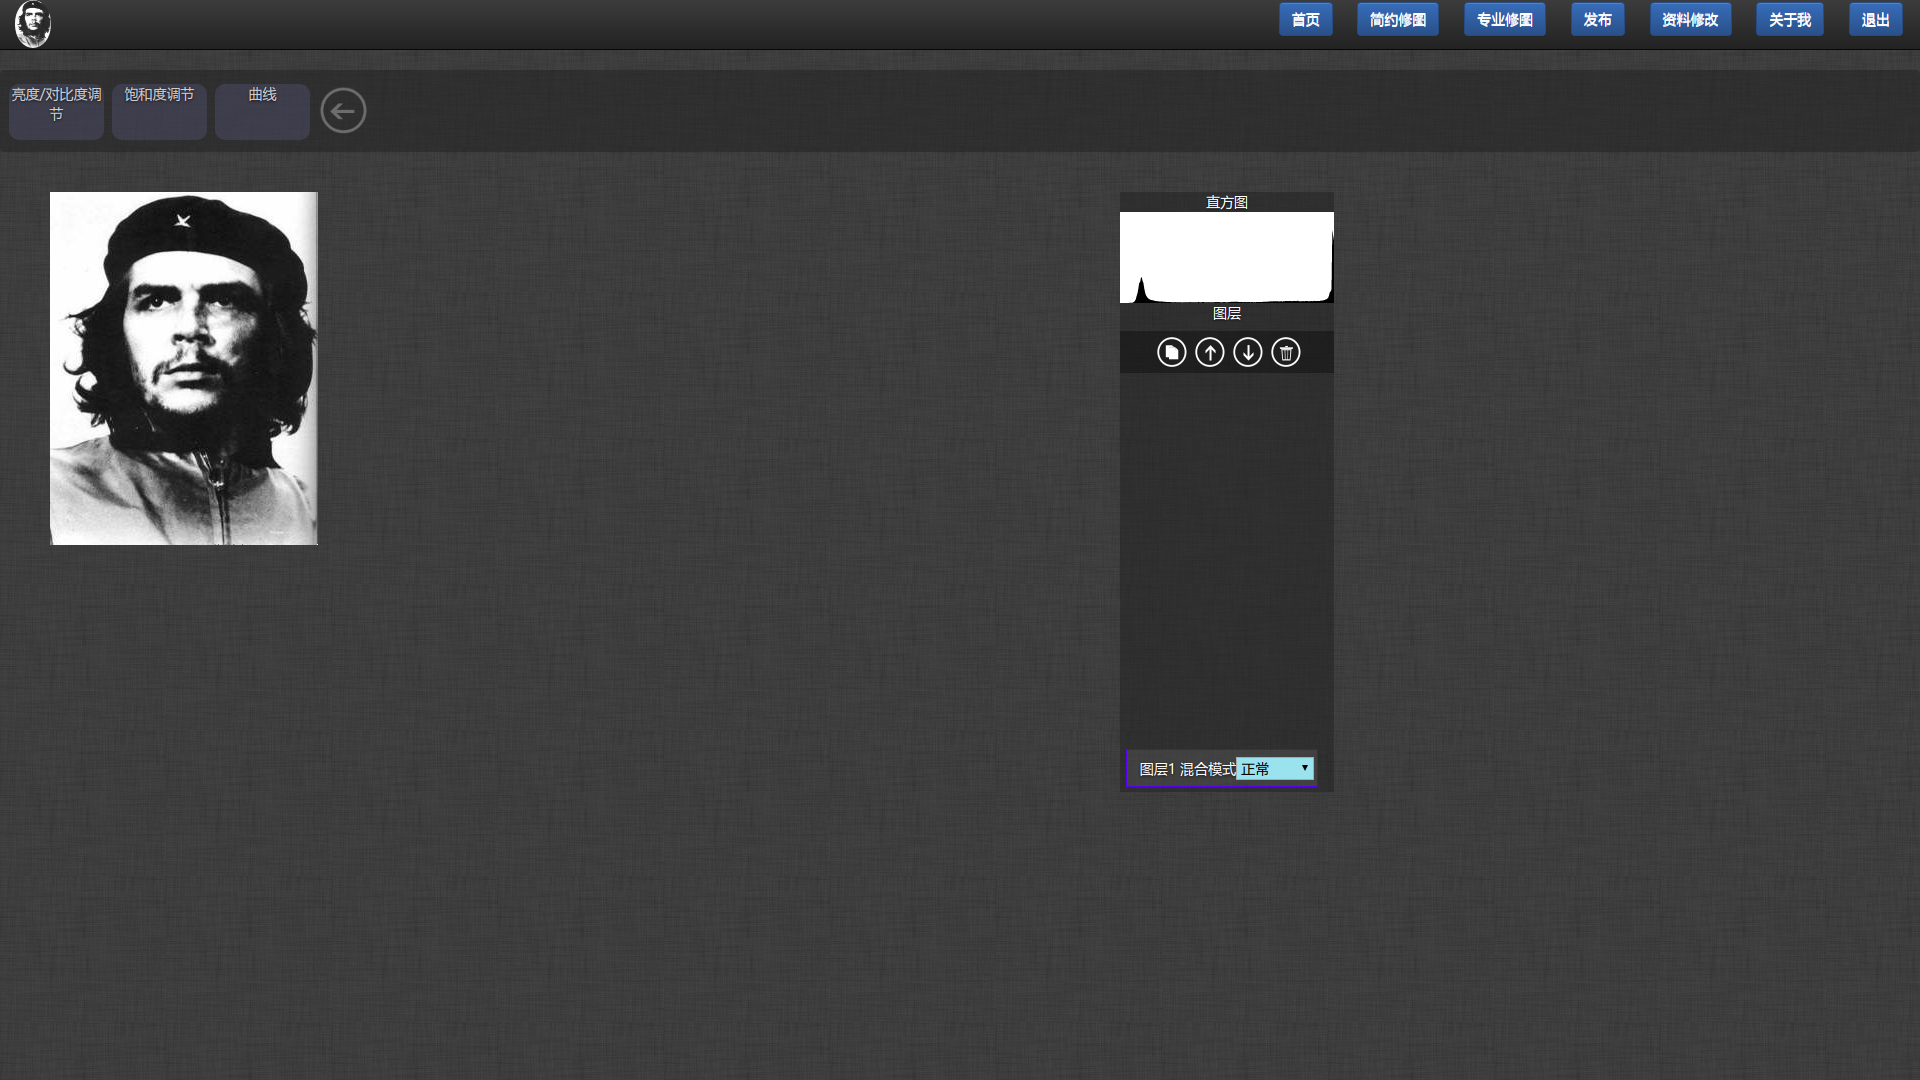 首页 简约修图 专业修图 发布 资料修改 关于我 退出
亮度/对比度调
节
饱和度调节
曲线
直方图
图层
图层1 混合模式 正常